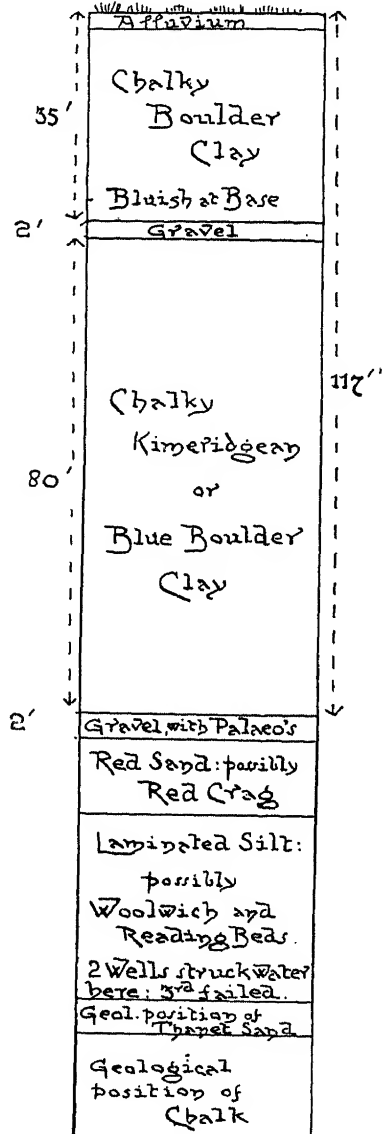 Alluvium
35'
Chalky
Boulder
Clay
Bluish at Base
2'
Gravel
117''
80'
Chalky
Kimeridgean
or
Blue Boulder
Clay
2'
Gravel, with Palaeo's
Red Sand: possilly
Red Crag
Laminated Silt:
possilly
Woolwich and
Reading Beds.
2 Wells struck water
here: 3rd failed.
Geol. position of
Thanet Sand
Geological
position of
Chalk